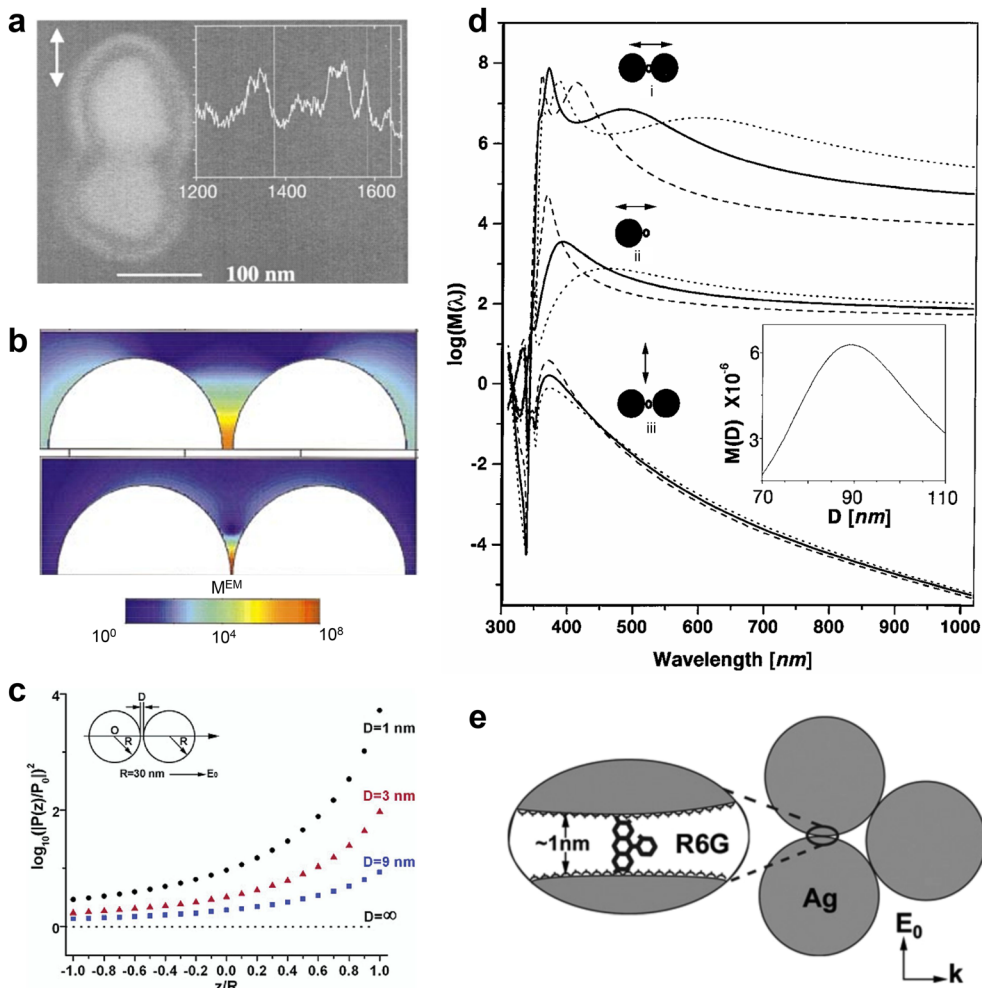 a
1200 1400 1600
100 nm
b
M^EM
10^0 10^4 10^8
c
4
2
0
log10(|P(z)/P0|)^2
D
O
R
R
R=30 nm
E0
D=1 nm
D=3 nm
D=9 nm
D=∞
-1.0 -0.8 -0.6 -0.4 -0.2 0.0 0.2 0.4 0.6 0.8 1.0
z/R
d
10
8
6
4
2
0
-2
-4
log(M(λ))
i
ii
iii
6
3
M(D) X10^-6
70 90 110
D [nm]
300 400 500 600 700 800 900 1000
Wavelength [nm]
e
~1nm
R6G
Ag
E0
k